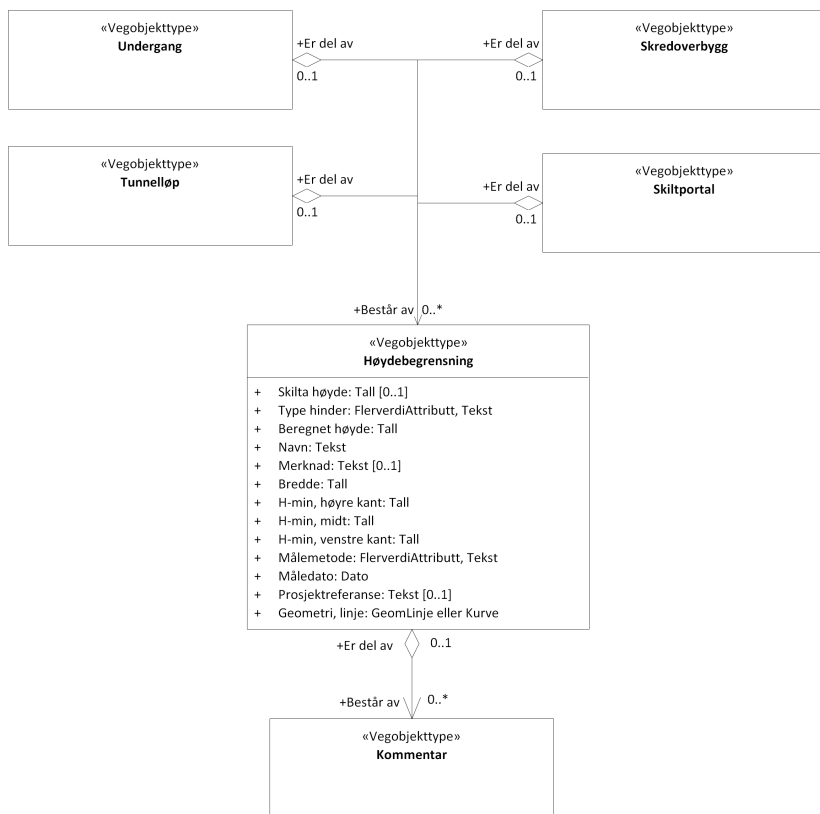 «Vegobjekttype»
Undergang
+Er del av
0..1
«Vegobjekttype»
Skredoverbygg
+Er del av
0..1
«Vegobjekttype»
Tunnelløp
+Er del av
0..1
«Vegobjekttype»
Skiltportal
+Er del av
0..1
+Består av 0..*
«Vegobjekttype»
Høydebegrensning
+ Skilta høyde: Tall [0..1]
+ Type hinder: FlerverdiAttributt, Tekst
+ Beregnet høyde: Tall
+ Navn: Tekst
+ Merknad: Tekst [0..1]
+ Bredde: Tall
+ H-min, høyre kant: Tall
+ H-min, midt: Tall
+ H-min, venstre kant: Tall
+ Målemetode: FlerverdiAttributt, Tekst
+ Måledato: Dato
+ Prosjektreferanse: Tekst [0..1]
+ Geometri, linje: GeomLinje eller Kurve
+Er del av 0..1
+Består av 0..*
«Vegobjekttype»
Kommentar